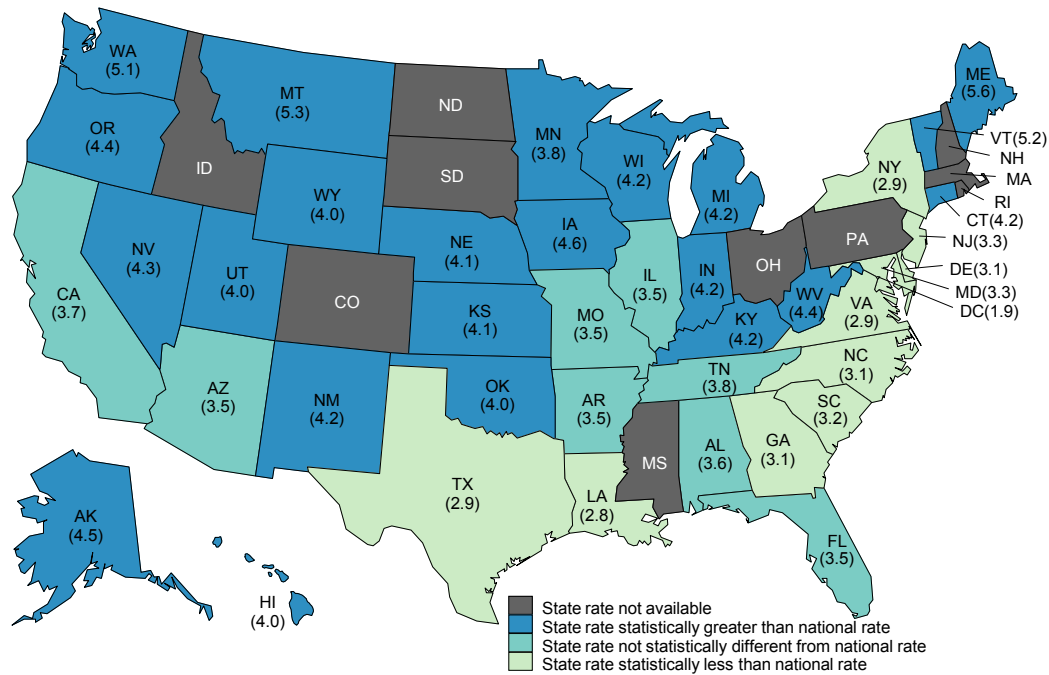 WA
(5.1)
MT
(5.3)
ND
MN
(3.8)
ME
(5.6)
OR
(4.4)
ID
SD
WI
(4.2)
MI
(4.2)
NY
(2.9)
VT(5.2)
NH
MA
RI
CT(4.2)
NJ(3.3)
DE(3.1)
MD(3.3)
DC(1.9)
WY
(4.0)
IA
(4.6)
NE
(4.1)
PA
NV
(4.3)
UT
(4.0)
CO
IL
(3.5)
IN
(4.2)
OH
CA
(3.7)
KS
(4.1)
MO
(3.5)
WV
(4.4)
VA
(2.9)
KY
(4.2)
NC
(3.1)
AZ
(3.5)
NM
(4.2)
OK
(4.0)
AR
(3.5)
TN
(3.8)
SC
(3.2)
MS
AL
(3.6)
GA
(3.1)
TX
(2.9)
LA
(2.8)
AK
(4.5)
FL
(3.5)
HI
(4.0)
State rate not available
State rate statistically greater than national rate
State rate not statistically different from national rate
State rate statistically less than national rate